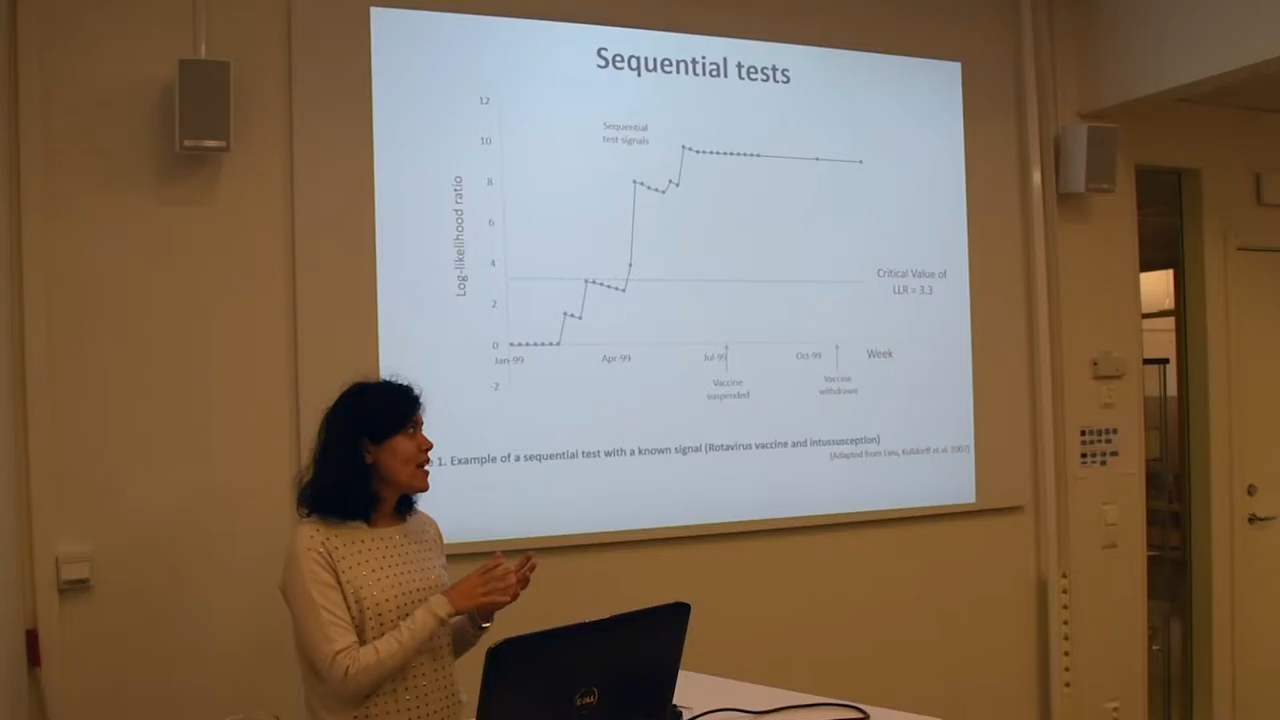 Sequential tests
12
10
8
6
4
2
0
-2
Log-likelihood ratio
Sequential
test signals
Critical Value of
LLR = 3.3
Jan-99
Apr-99
Jul-99
Oct-99
Week
Vaccine
suspended
Vaccine
withdrawn
1. Example of a sequential test with a known signal (Rotavirus vaccine and intussusception)
(Adapted from Lieu, Kulldorff et al. 2007)
DELL